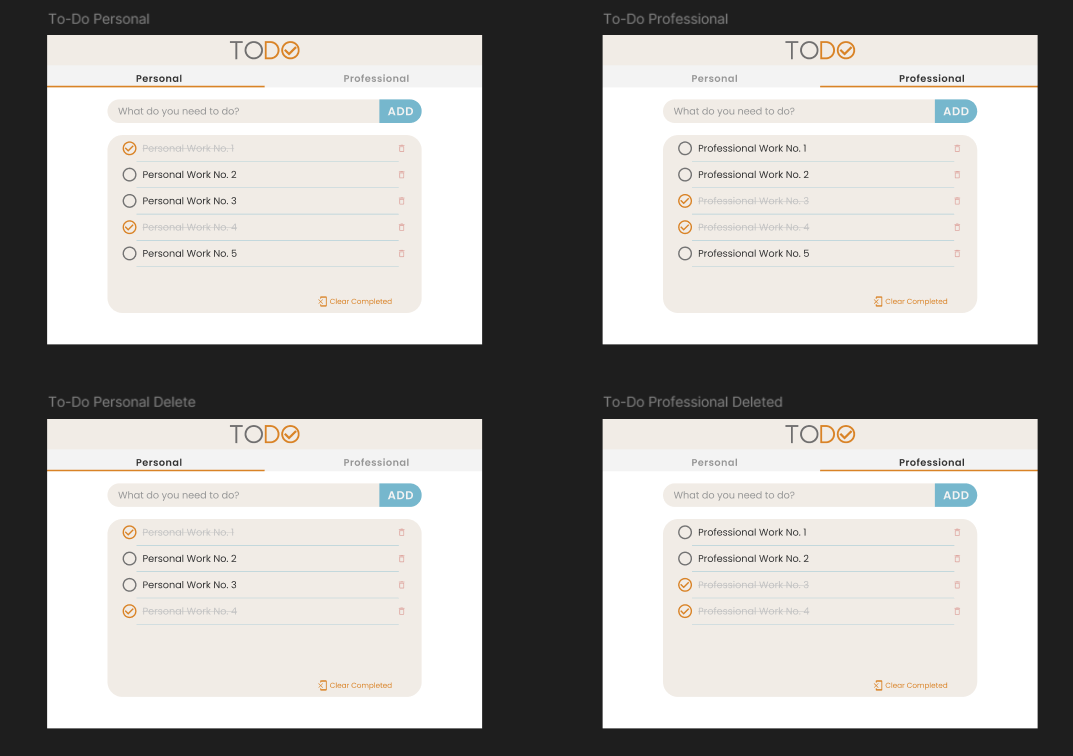 To-Do Personal
TODO
Personal Professional
What do you need to do? ADD
Personal Work No. 1
Personal Work No. 2
Personal Work No. 3
Personal Work No. 4
Personal Work No. 5
Clear Completed
To-Do Professional
TODO
Personal Professional
What do you need to do? ADD
Professional Work No. 1
Professional Work No. 2
Professional Work No. 3
Professional Work No. 4
Professional Work No. 5
Clear Completed
To-Do Personal Delete
TODO
Personal Professional
What do you need to do? ADD
Personal Work No. 1
Personal Work No. 2
Personal Work No. 3
Personal Work No. 4
Clear Completed
To-Do Professional Deleted
TODO
Personal Professional
What do you need to do? ADD
Professional Work No. 1
Professional Work No. 2
Professional Work No. 3
Professional Work No. 4
Clear Completed